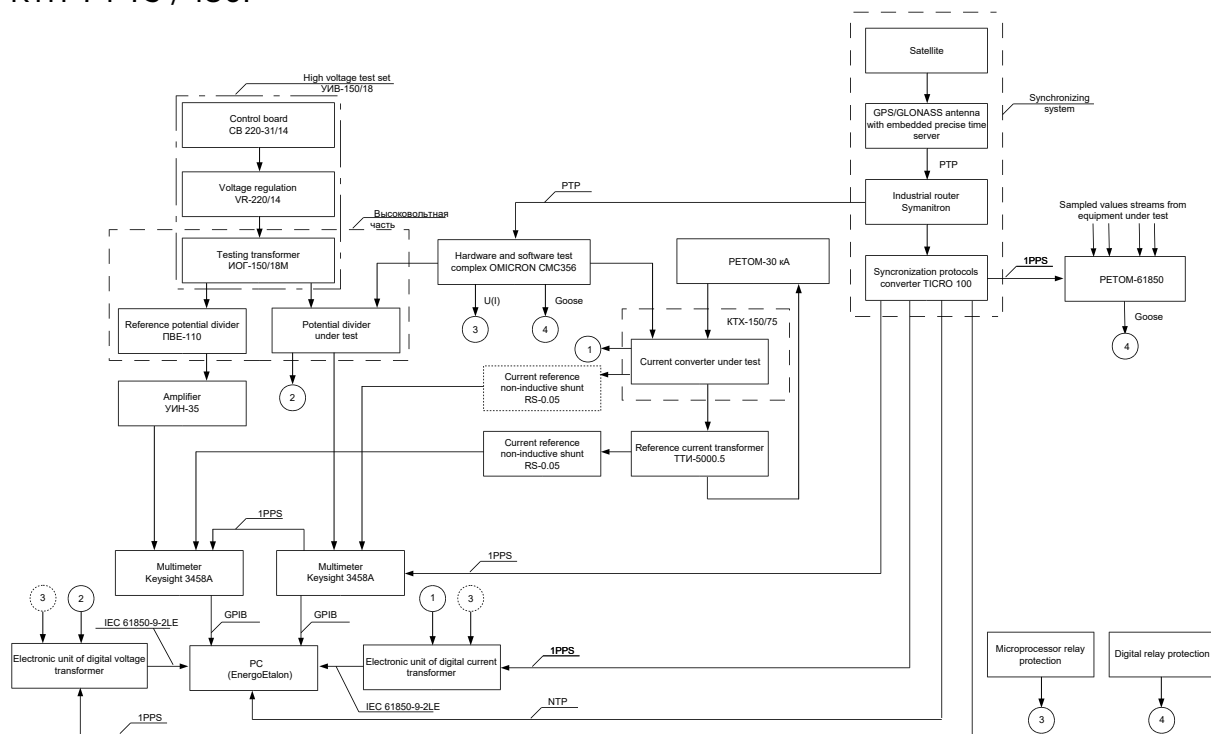 High voltage test set
УИВ-150/18
Control board
СВ 220-31/14
Voltage regulation
VR-220/14
Высоковольтная
часть
Testing transformer
ИОГ-150/18М
Reference potential divider
ПВЕ-110
Potential divider
under test
Amplifier
УИН-35
2
PTP
Hardware and software test
complex OMICRON CMC356
U(I)
Goose
3
4
РЕТОМ-30 кА
КТХ-150/75
1
Current converter under test
Current reference
non-inductive shunt
RS-0.05
Current reference
non-inductive shunt
RS-0.05
Reference current transformer
ТТИ-5000.5
Satellite
GPS/GLONASS antenna
with embedded precise time
server
Synchronizing
system
PTP
Industrial router
Symanitron
Syncronization protocols
converter TICRO 100
Sampled values streams from
equipment under test
1PPS
РЕТОМ-61850
Goose
4
1PPS
Multimeter
Keysight 3458A
Multimeter
Keysight 3458A
1PPS
3
2
IEC 61850-9-2LE
GPIB
GPIB
1
3
Electronic unit of digital voltage
transformer
PC
(EnergoEtalon)
Electronic unit of digital current
transformer
1PPS
IEC 61850-9-2LE
NTP
1PPS
Microprocessor relay
protection
3
Digital relay protection
4